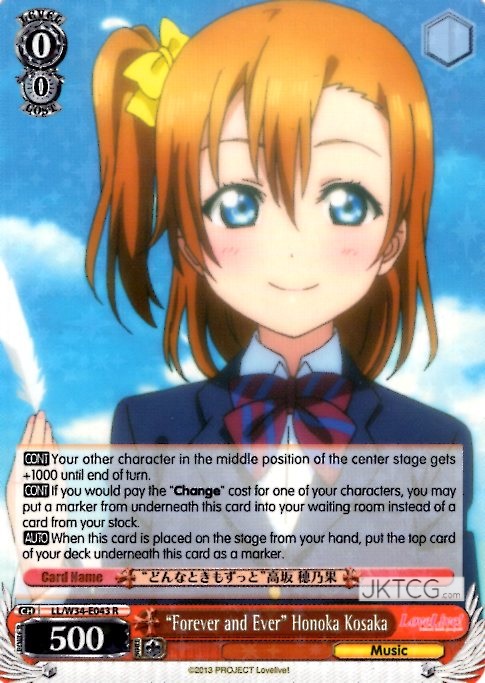 LEVEL
0
0
COST
CONT Your other character in the middle position of the center stage gets
+1000 until end of turn.
CONT If you would pay the "Change" cost for one of your characters, you may
put a marker from underneath this card into your waiting room instead of a
card from your stock.
AUTO When this card is placed on the stage from your hand, put the top card
of your deck underneath this card as a marker.
Card Name "どんなときもずっと"高坂 穂乃果
JKTCG.com
CH LL/W34-E043 R
500
"Forever and Ever" Honoka Kosaka
LoveLive!
Music
©2013 PROJECT Lovelive!